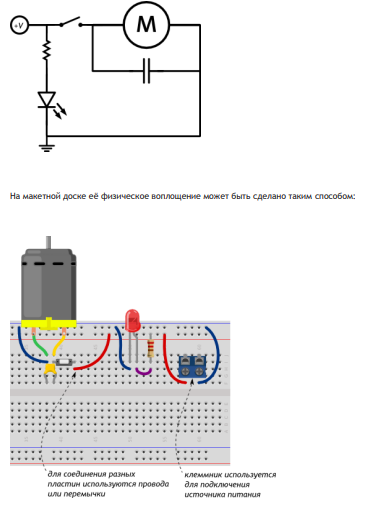 +V
M
На макетной доске её физическое воплощение может быть сделано таким способом:
для соединения разных
пластин используются провода
или перемычки
клеммник используется
для подключения
источника питания